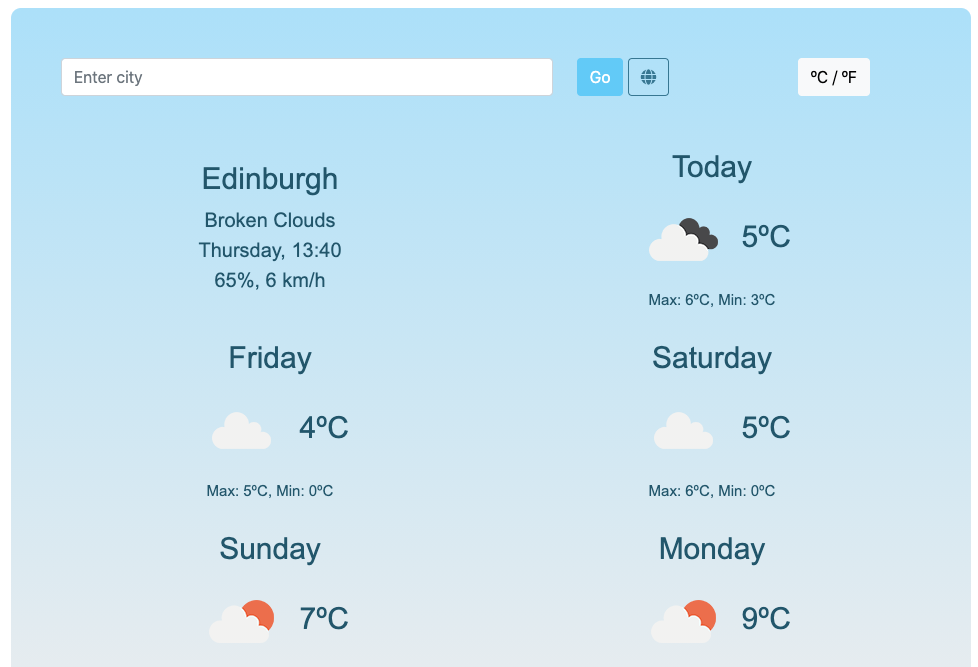 Enter city
Go
ºC / ºF
Edinburgh
Broken Clouds
Thursday, 13:40
65%, 6 km/h
Today
5ºC
Max: 6ºC, Min: 3ºC
Friday
4ºC
Max: 5ºC, Min: 0ºC
Saturday
5ºC
Max: 6ºC, Min: 0ºC
Sunday
7ºC
Monday
9ºC